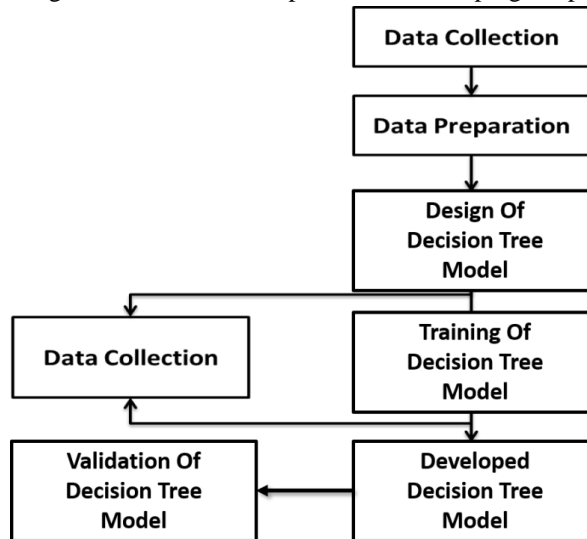 Data Collection
Data Preparation
Design Of
Decision Tree
Model
Data Collection
Training Of
Decision Tree
Model
Validation Of
Decision Tree
Model
Developed
Decision Tree
Model